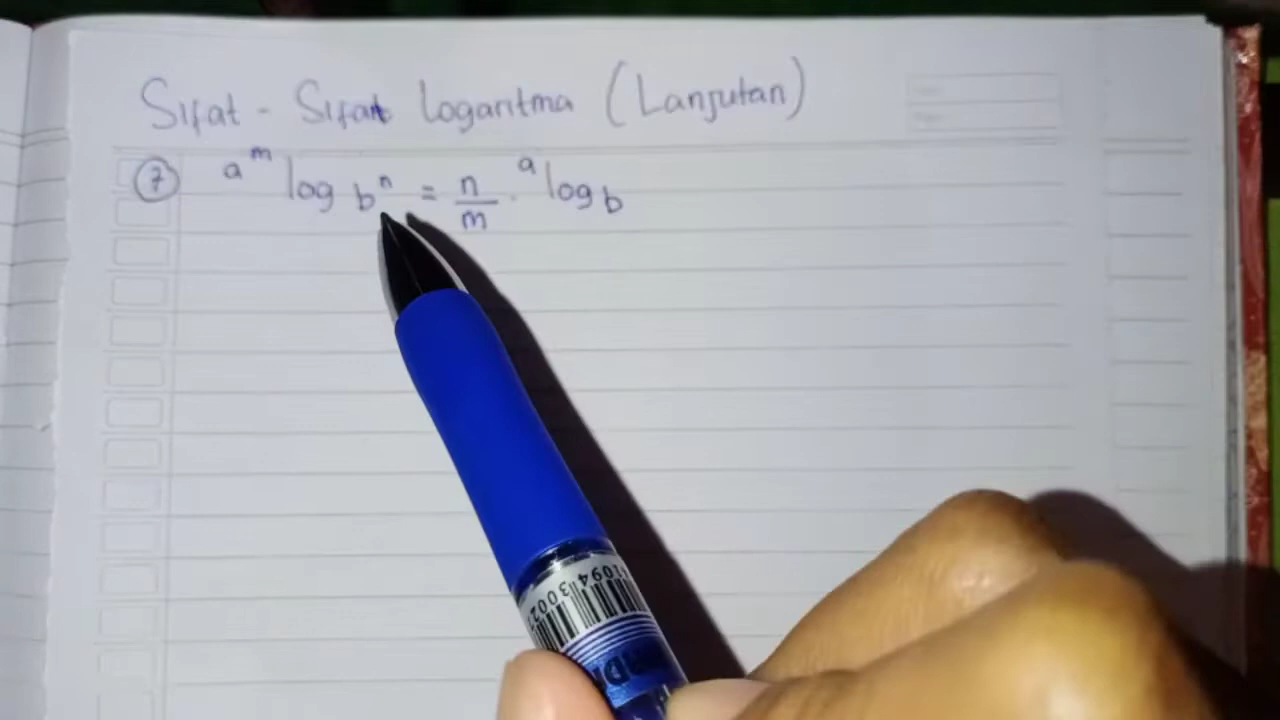 Sifat - Sifat Logaritma (Lanjutan)
⑦ a^m log b^n = n/m · ^a log b